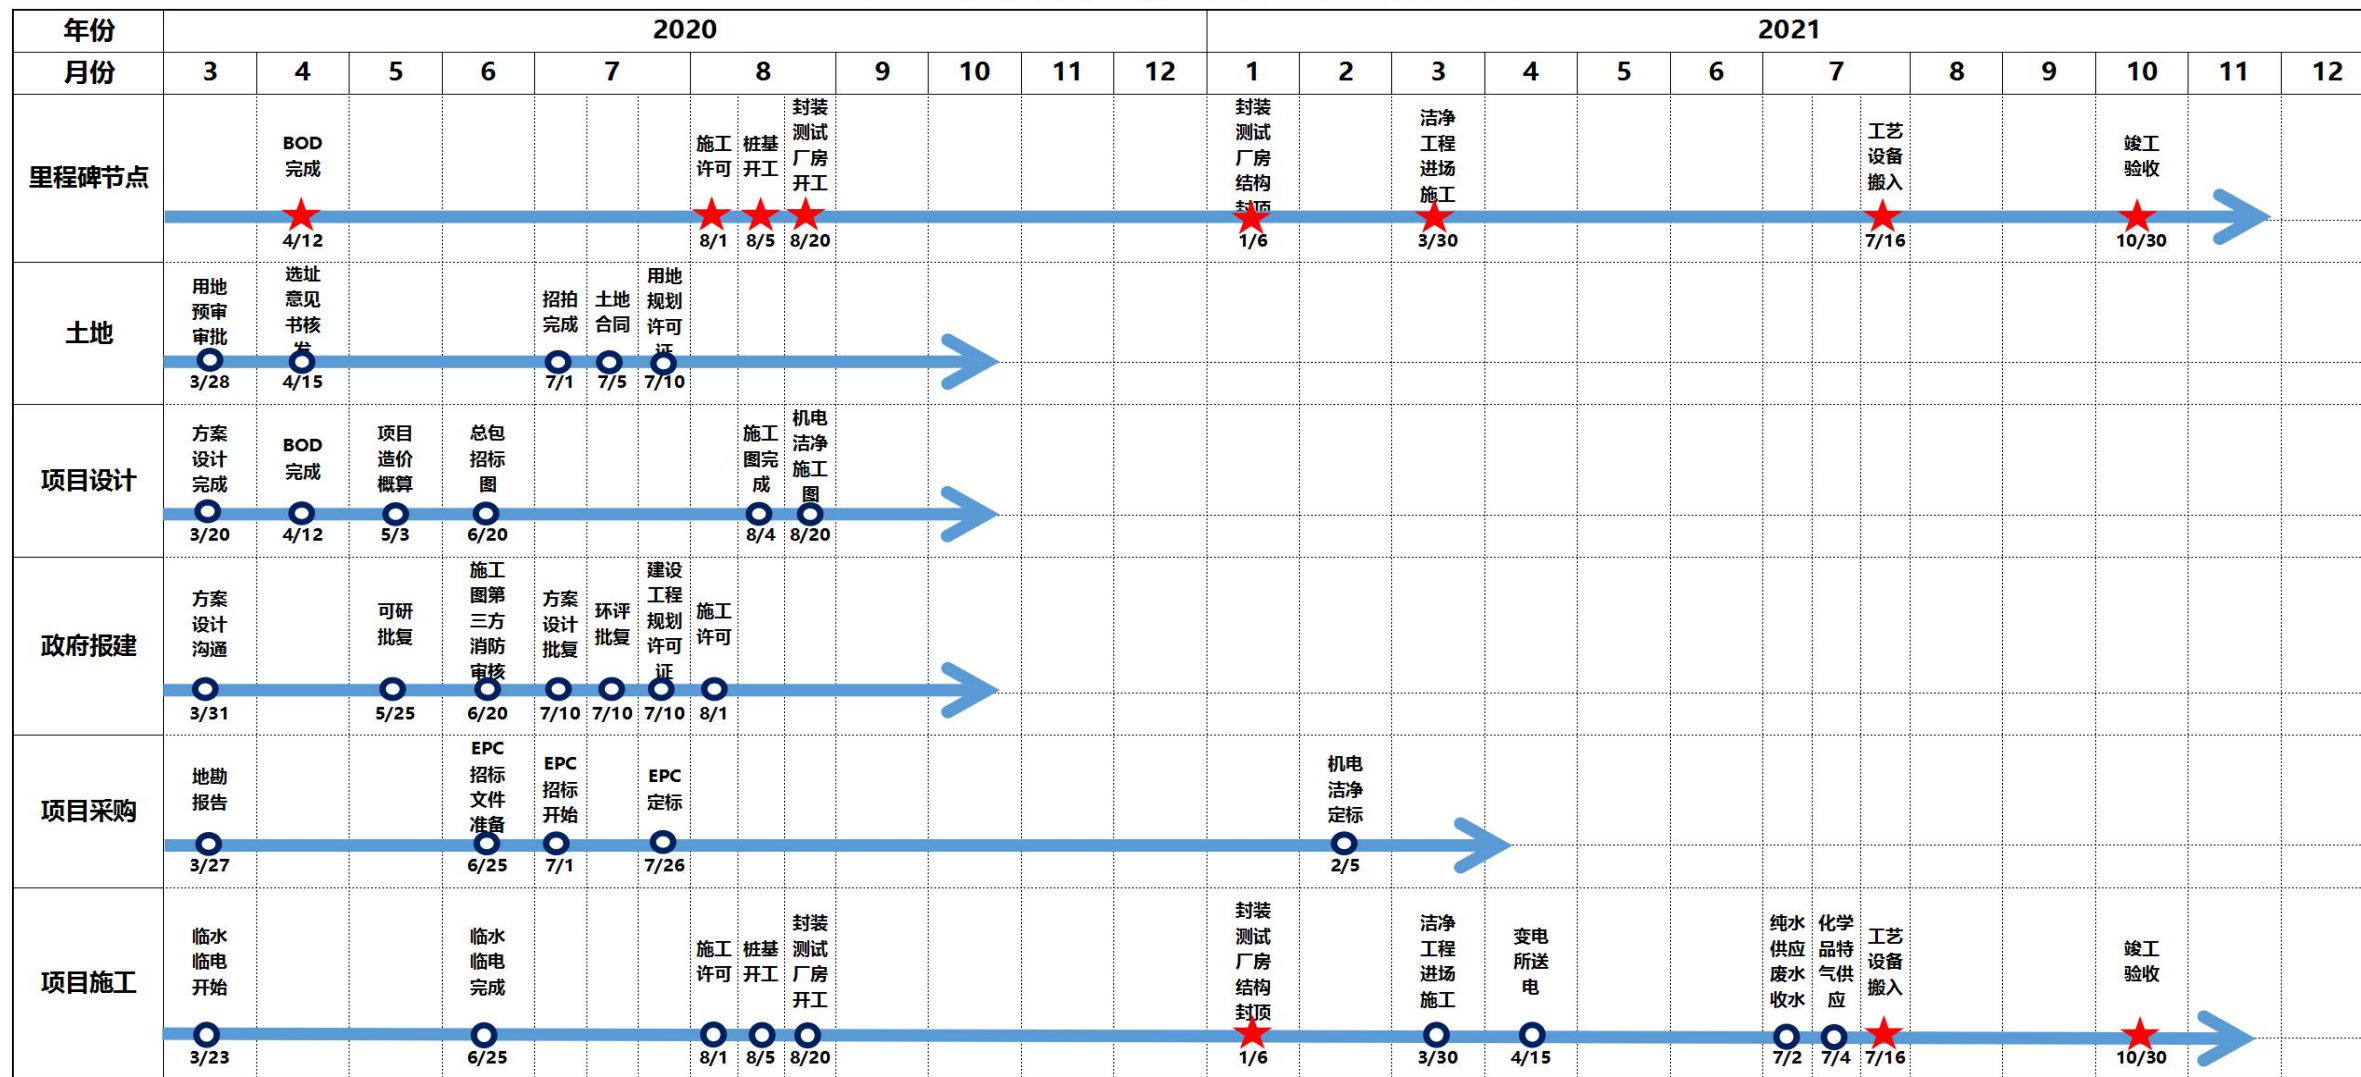 年份 2020 2021
月份 3 4 5 6 7 8 9 10 11 12 1 2 3 4 5 6 7 8 9 10 11 12
里程碑节点
BOD
完成
4/12
施工
许可
8/1
桩基
开工
8/5
封装
测试
厂房
开工
8/20
封装
测试
厂房
结构
封顶
1/6
洁净
工程
进场
施工
3/30
工艺
设备
搬入
7/16
竣工
验收
10/30
土地
用地
预审
审批
3/28
选址
意见
书核
发
4/15
招拍
完成
7/1
土地
合同
7/5
用地
规划
许可
证
7/10
项目设计
方案
设计
完成
3/20
BOD
完成
4/12
项目
造价
概算
5/3
总包
招标
图
6/20
施工
图完
成
8/4
机电
洁净
施工
图
8/20
政府报建
方案
设计
沟通
3/31
可研
批复
5/25
施工
图第
三方
消防
审核
6/20
方案
设计
批复
7/10
环评
批复
7/10
建设
工程
规划
许可
证
7/10
施工
许可
8/1
项目采购
地勘
报告
3/27
EPC
招标
文件
准备
6/25
EPC
招标
开始
7/1
EPC
定标
7/26
机电
洁净
定标
2/5
项目施工
临水
临电
开始
3/23
临水
临电
完成
6/25
施工
许可
8/1
桩基
开工
8/5
封装
测试
厂房
开工
8/20
封装
测试
厂房
结构
封顶
1/6
洁净
工程
进场
施工
3/30
变电
所送
电
4/15
纯水
供应
废水
收水
7/2
化学
品特
气供
应
7/4
工艺
设备
搬入
7/16
竣工
验收
10/30